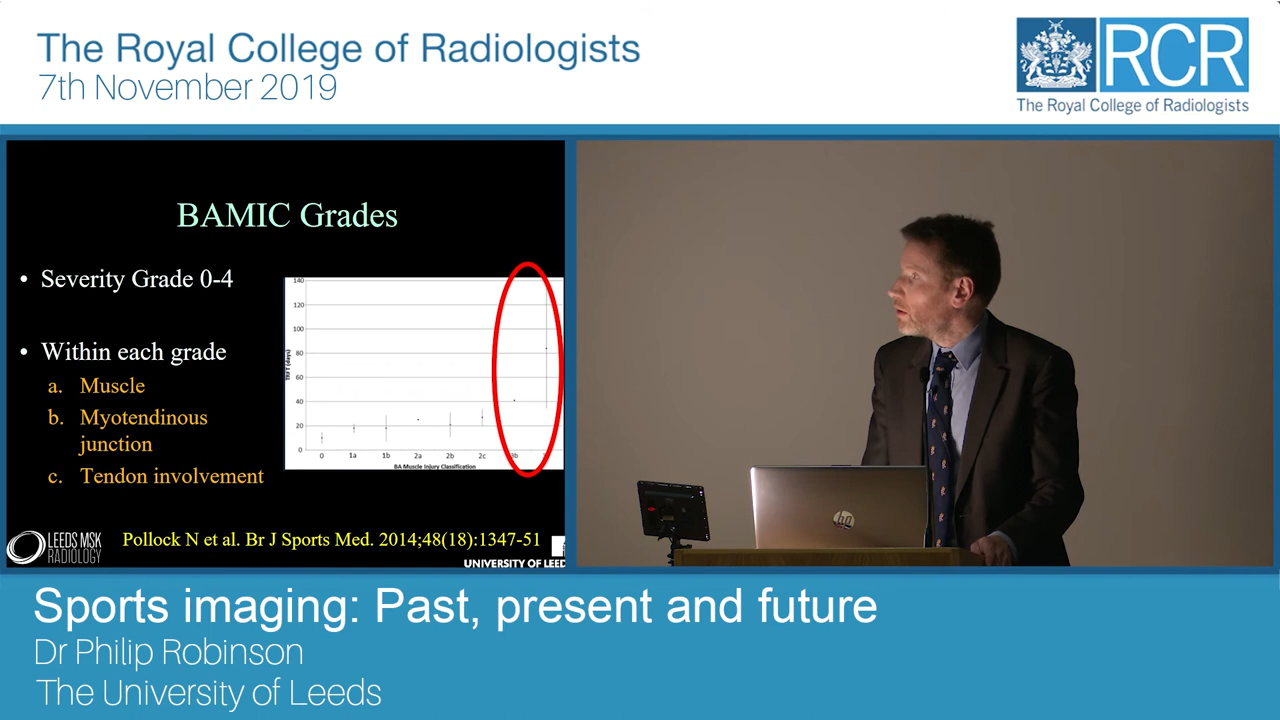 The Royal College of Radiologists
7th November 2019
RCR
The Royal College of Radiologists
BAMIC Grades
• Severity Grade 0-4
• Within each grade
a. Muscle
b. Myotendinous
junction
c. Tendon involvement
140
120
100
80
60
40
20
0
TRFT (days)
0 1a 1b 2a 2b 2c 3b
BA Muscle Injury Classification
Pollock N et al. Br J Sports Med. 2014;48(18):1347-51
LEEDS MSK
RADIOLOGY
UNIVERSITY OF LEED
hp
Sports imaging: Past, present and future
Dr Philip Robinson
The University of Leeds